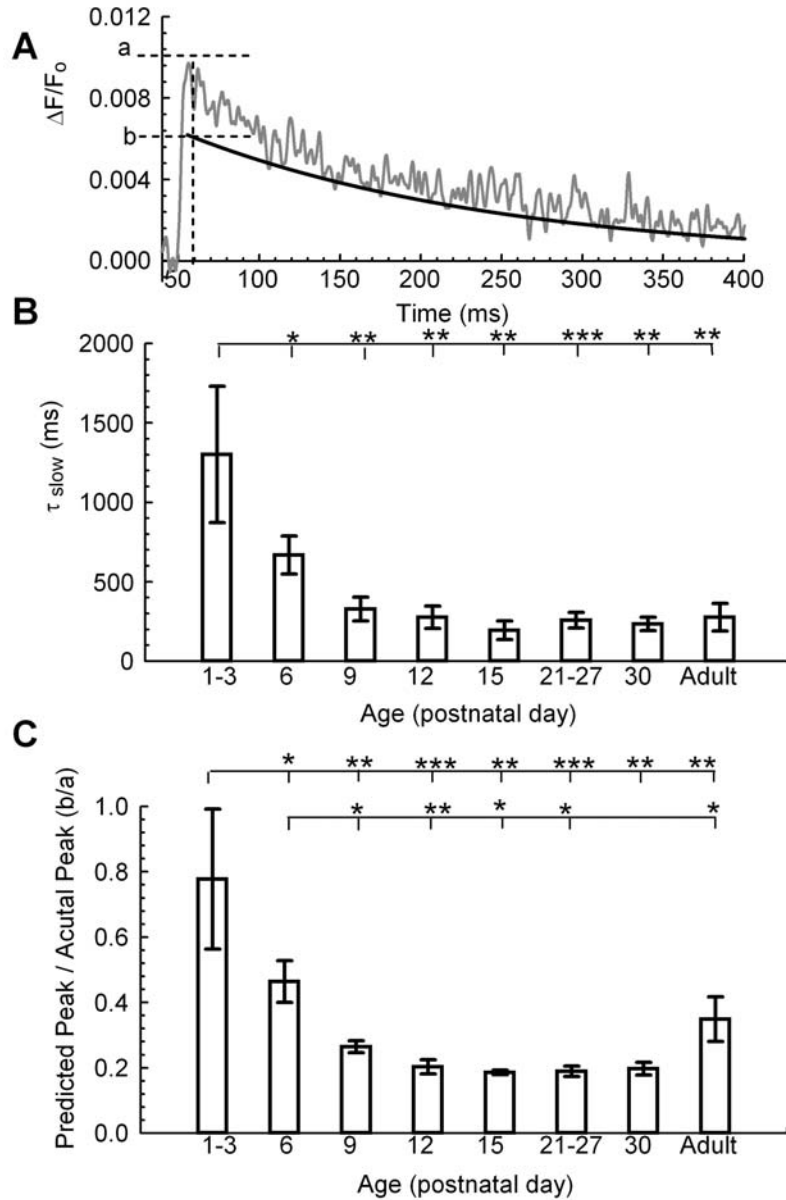 A
0.012
a
0.008
b
0.004
0.000
ΔF/Fo
50 100 150 200 250 300 350 400
Time (ms)
B
* ** ** ** *** ** **
2000
1500
1000
500
0
τ slow (ms)
1-3 6 9 12 15 21-27 30 Adult
Age (postnatal day)
C
* ** *** ** *** ** **
* ** * * *
1.0
0.8
0.6
0.4
0.2
0.0
Predicted Peak / Acutal Peak (b/a)
1-3 6 9 12 15 21-27 30 Adult
Age (postnatal day)